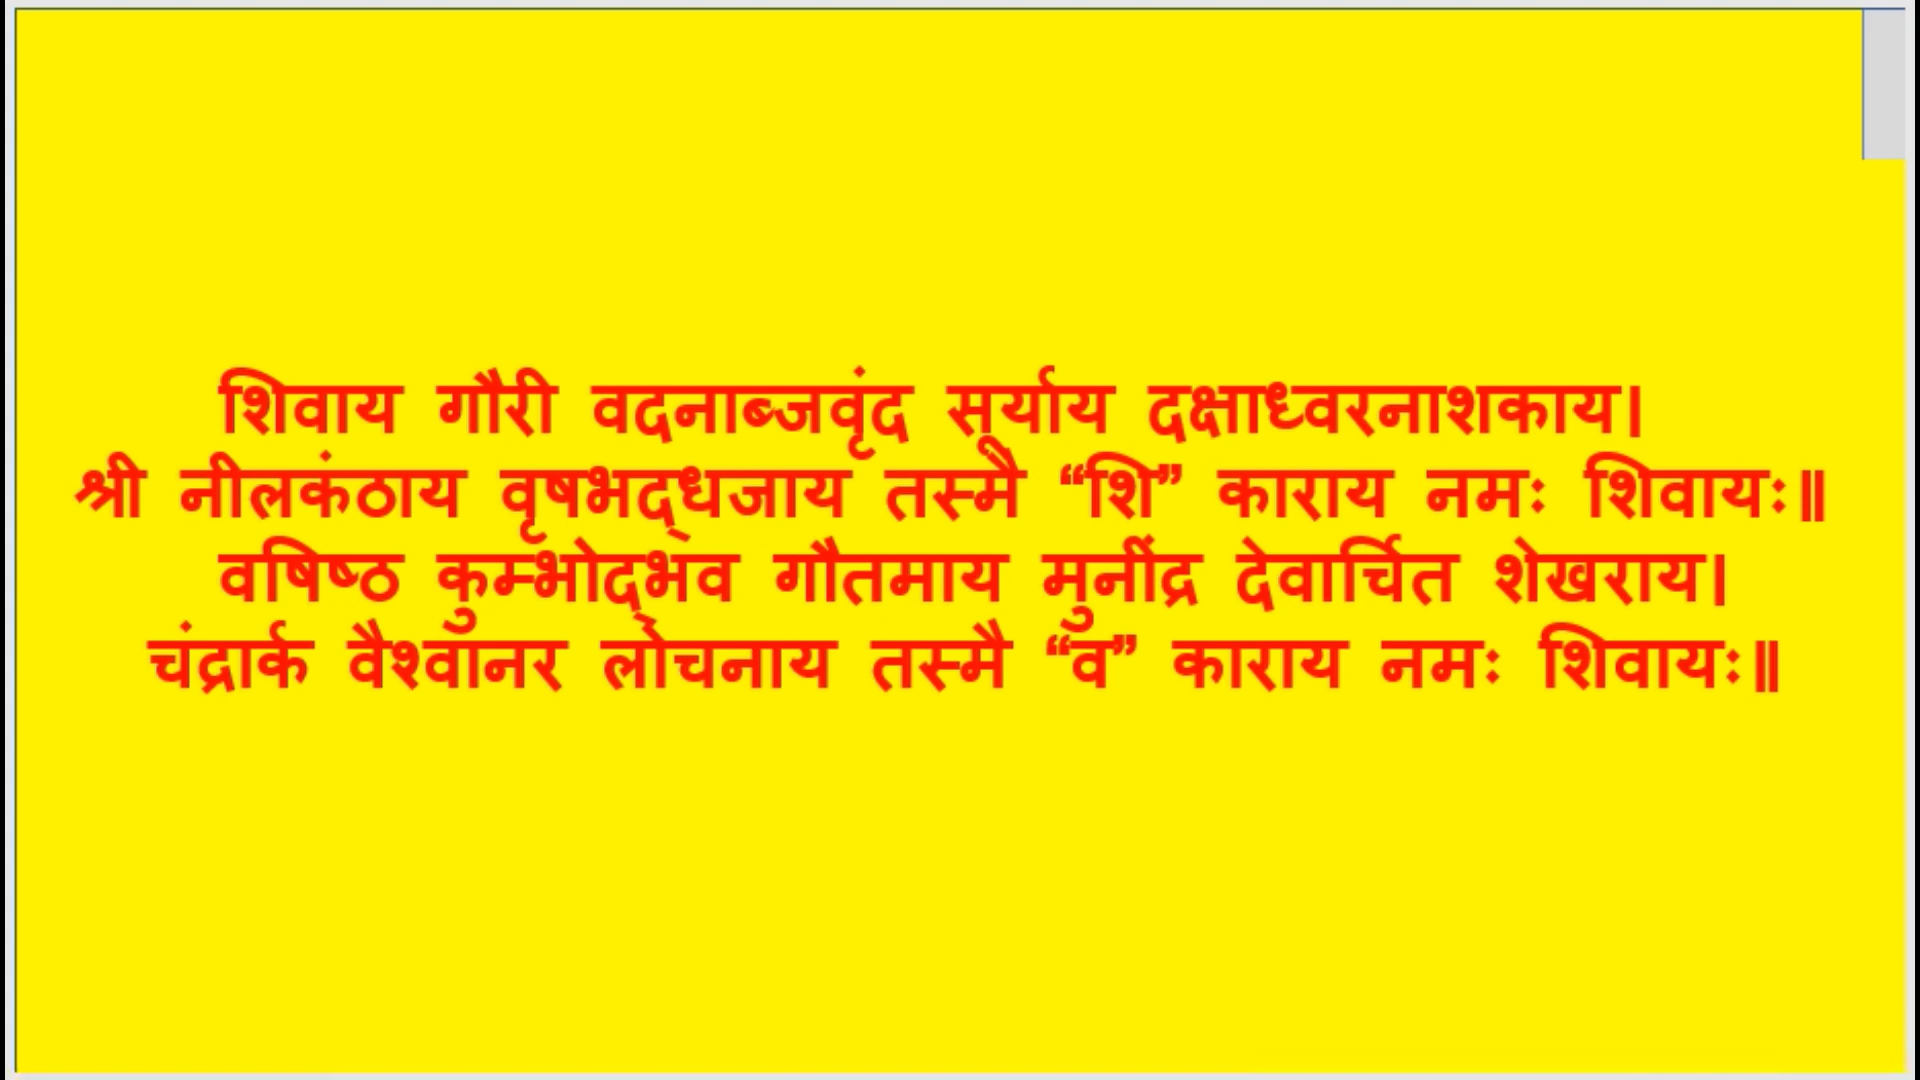 शिवाय गौरी वदनाब्जवृंद सूर्याय दक्षाध्वरनाशकाय।
श्री नीलकंठाय वृषभद्धजाय तस्मै “शि” काराय नमः शिवायः॥
वषिष्ठ कुम्भोद्भव गौतमाय मुनींद्र देवार्चित शेखराय।
चंद्रार्क वैश्वानर लोचनाय तस्मै “व” काराय नमः शिवायः॥